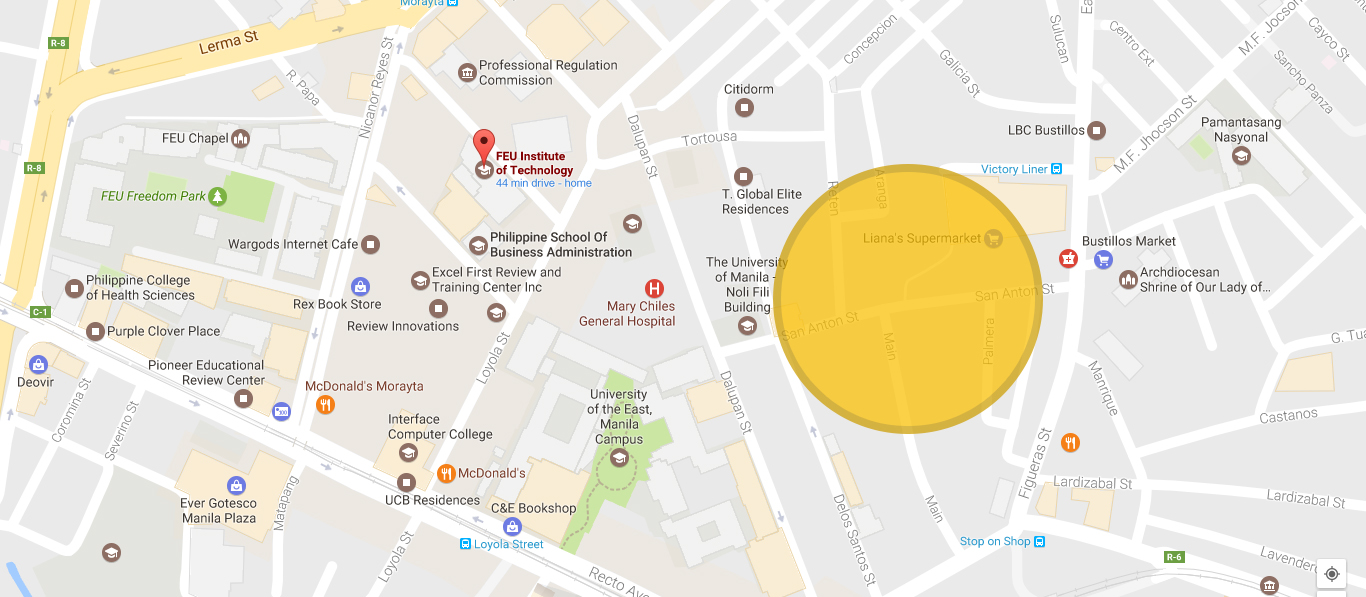 Morayta
R-8
Lerma St
Nicanor Reyes St
R. Papa
Professional Regulation
Commission
Concepcion
Galicia St
Sulucan
Centro Ext
M.F. Jocson
Cayco St
Sancho Panza
Citidorm
Dalupan St
Tortousa
LBC Bustillos
M.F. Jhocson St
Pamantasang
Nasyonal
FEU Chapel
FEU Institute
of Technology
44 min drive - home
Victory Liner
R-8
FEU Freedom Park
T. Global Elite
Residences
Reten
Aranga
Wargods Internet Cafe
Philippine School Of
Business Administration
Liana's Supermarket
Bustillos Market
The University
of Manila -
Noli Fili
Building
Philippine College
of Health Sciences
Excel First Review and
Training Center Inc
Archdiocesan
Shrine of Our Lady of...
Rex Book Store
Mary Chiles
General Hospital
San Anton St
San Anton St
C-1
Purple Clover Place
Review Innovations
Main
Palmera
G. Tua
Pioneer Educational
Review Center
Loyola St
Deovir
McDonald's Morayta
Dalupan St
Manrique
University
of the East,
Manila
Campus
Coromina St
Severino St
Interface
Computer College
Castanos
McDonald's
Figueras St
UCB Residences
Lardizabal St
Lardizabal St
Ever Gotesco
Manila Plaza
Matapang
C&E Bookshop
Main
Delos Santos St
Loyola Street
Loyola St
Stop on Shop
R-6
Lavender
Recto Ave